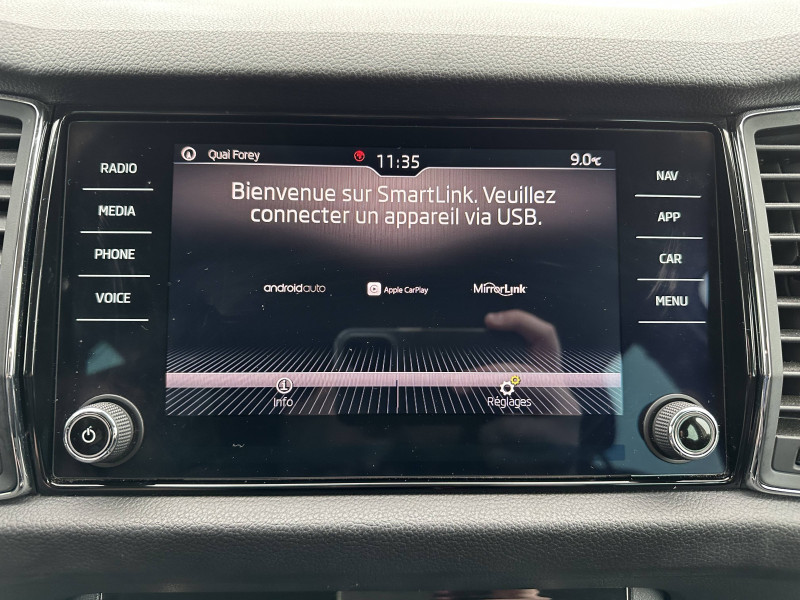 Quai Forey
11:35
9.0°C
RADIO
MEDIA
PHONE
VOICE
Bienvenue sur SmartLink. Veuillez
connecter un appareil via USB.
androidauto
Apple CarPlay
MirrorLink
Info
Réglages
NAV
APP
CAR
MENU